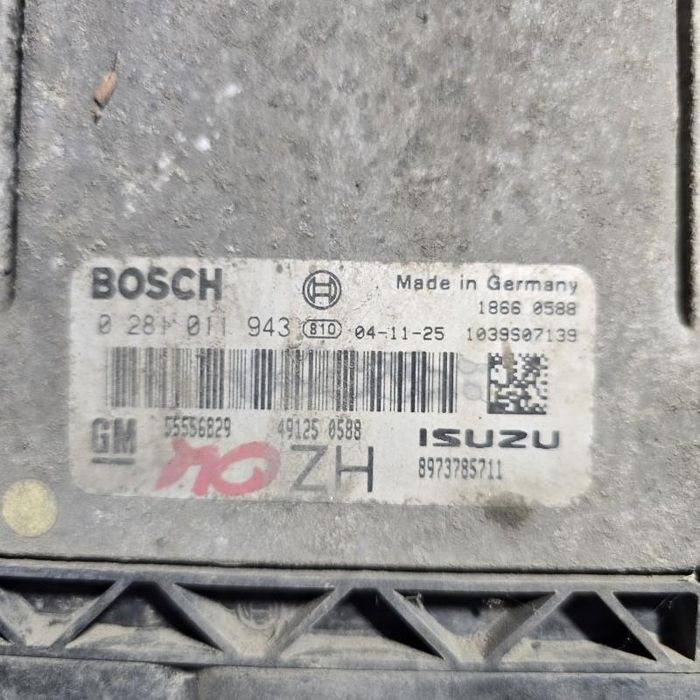 BOSCH
Made in Germany
1866 0588
0 281 011 943 810 04-11-25 1039S07139
GM 55556829 49125 0588 ISUZU
ZH 8973785711